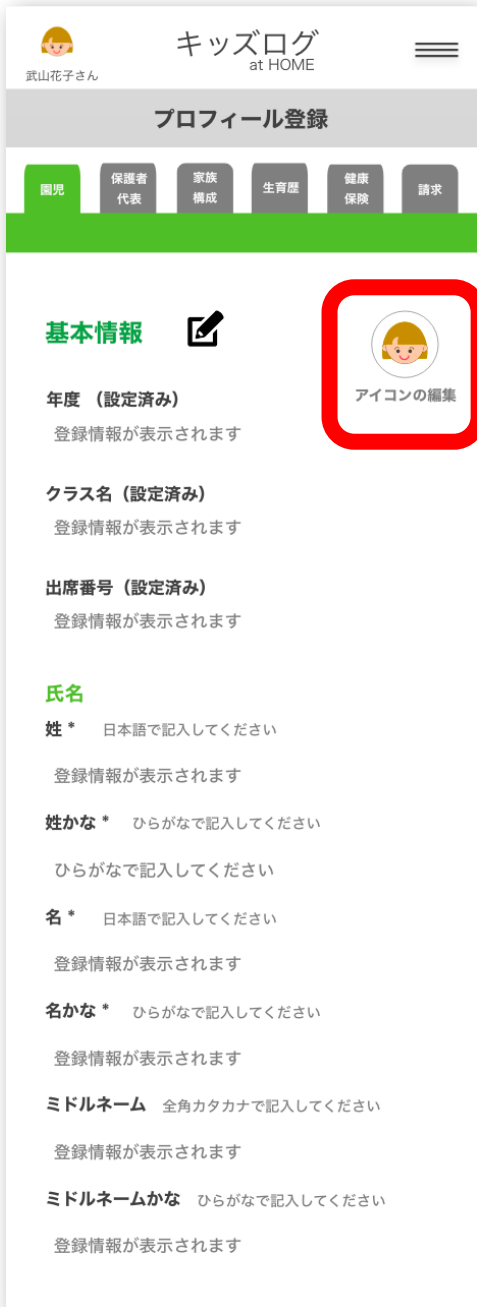 キッズログ
at HOME
武山花子さん
プロフィール登録
園児
保護者
代表
家族
構成
生育歴
健康
保険
請求
基本情報
アイコンの編集
年度 （設定済み）
登録情報が表示されます
クラス名（設定済み）
登録情報が表示されます
出席番号（設定済み）
登録情報が表示されます
氏名
姓 * 日本語で記入してください
登録情報が表示されます
姓かな * ひらがなで記入してください
ひらがなで記入してください
名 * 日本語で記入してください
登録情報が表示されます
名かな * ひらがなで記入してください
登録情報が表示されます
ミドルネーム 全角カタカナで記入してください
登録情報が表示されます
ミドルネームかな ひらがなで記入してください
登録情報が表示されます